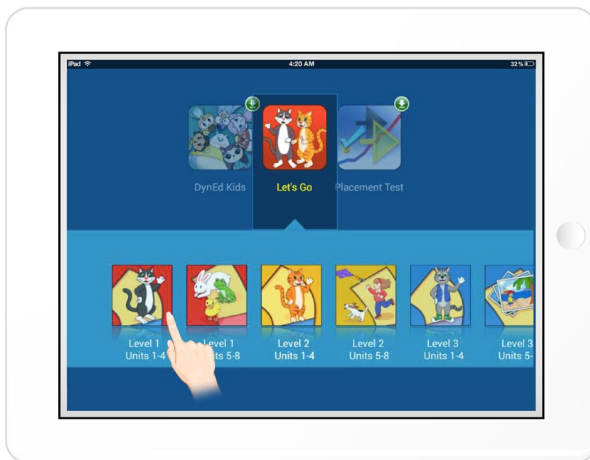 iPad 4:20 AM 32%
DynEd Kids Let's Go Placement Test
Level 1 Level 1 Level 2 Level 2 Level 3 Level 3
Units 1-4 Units 5-8 Units 1-4 Units 5-8 Units 1-4 Units 5-